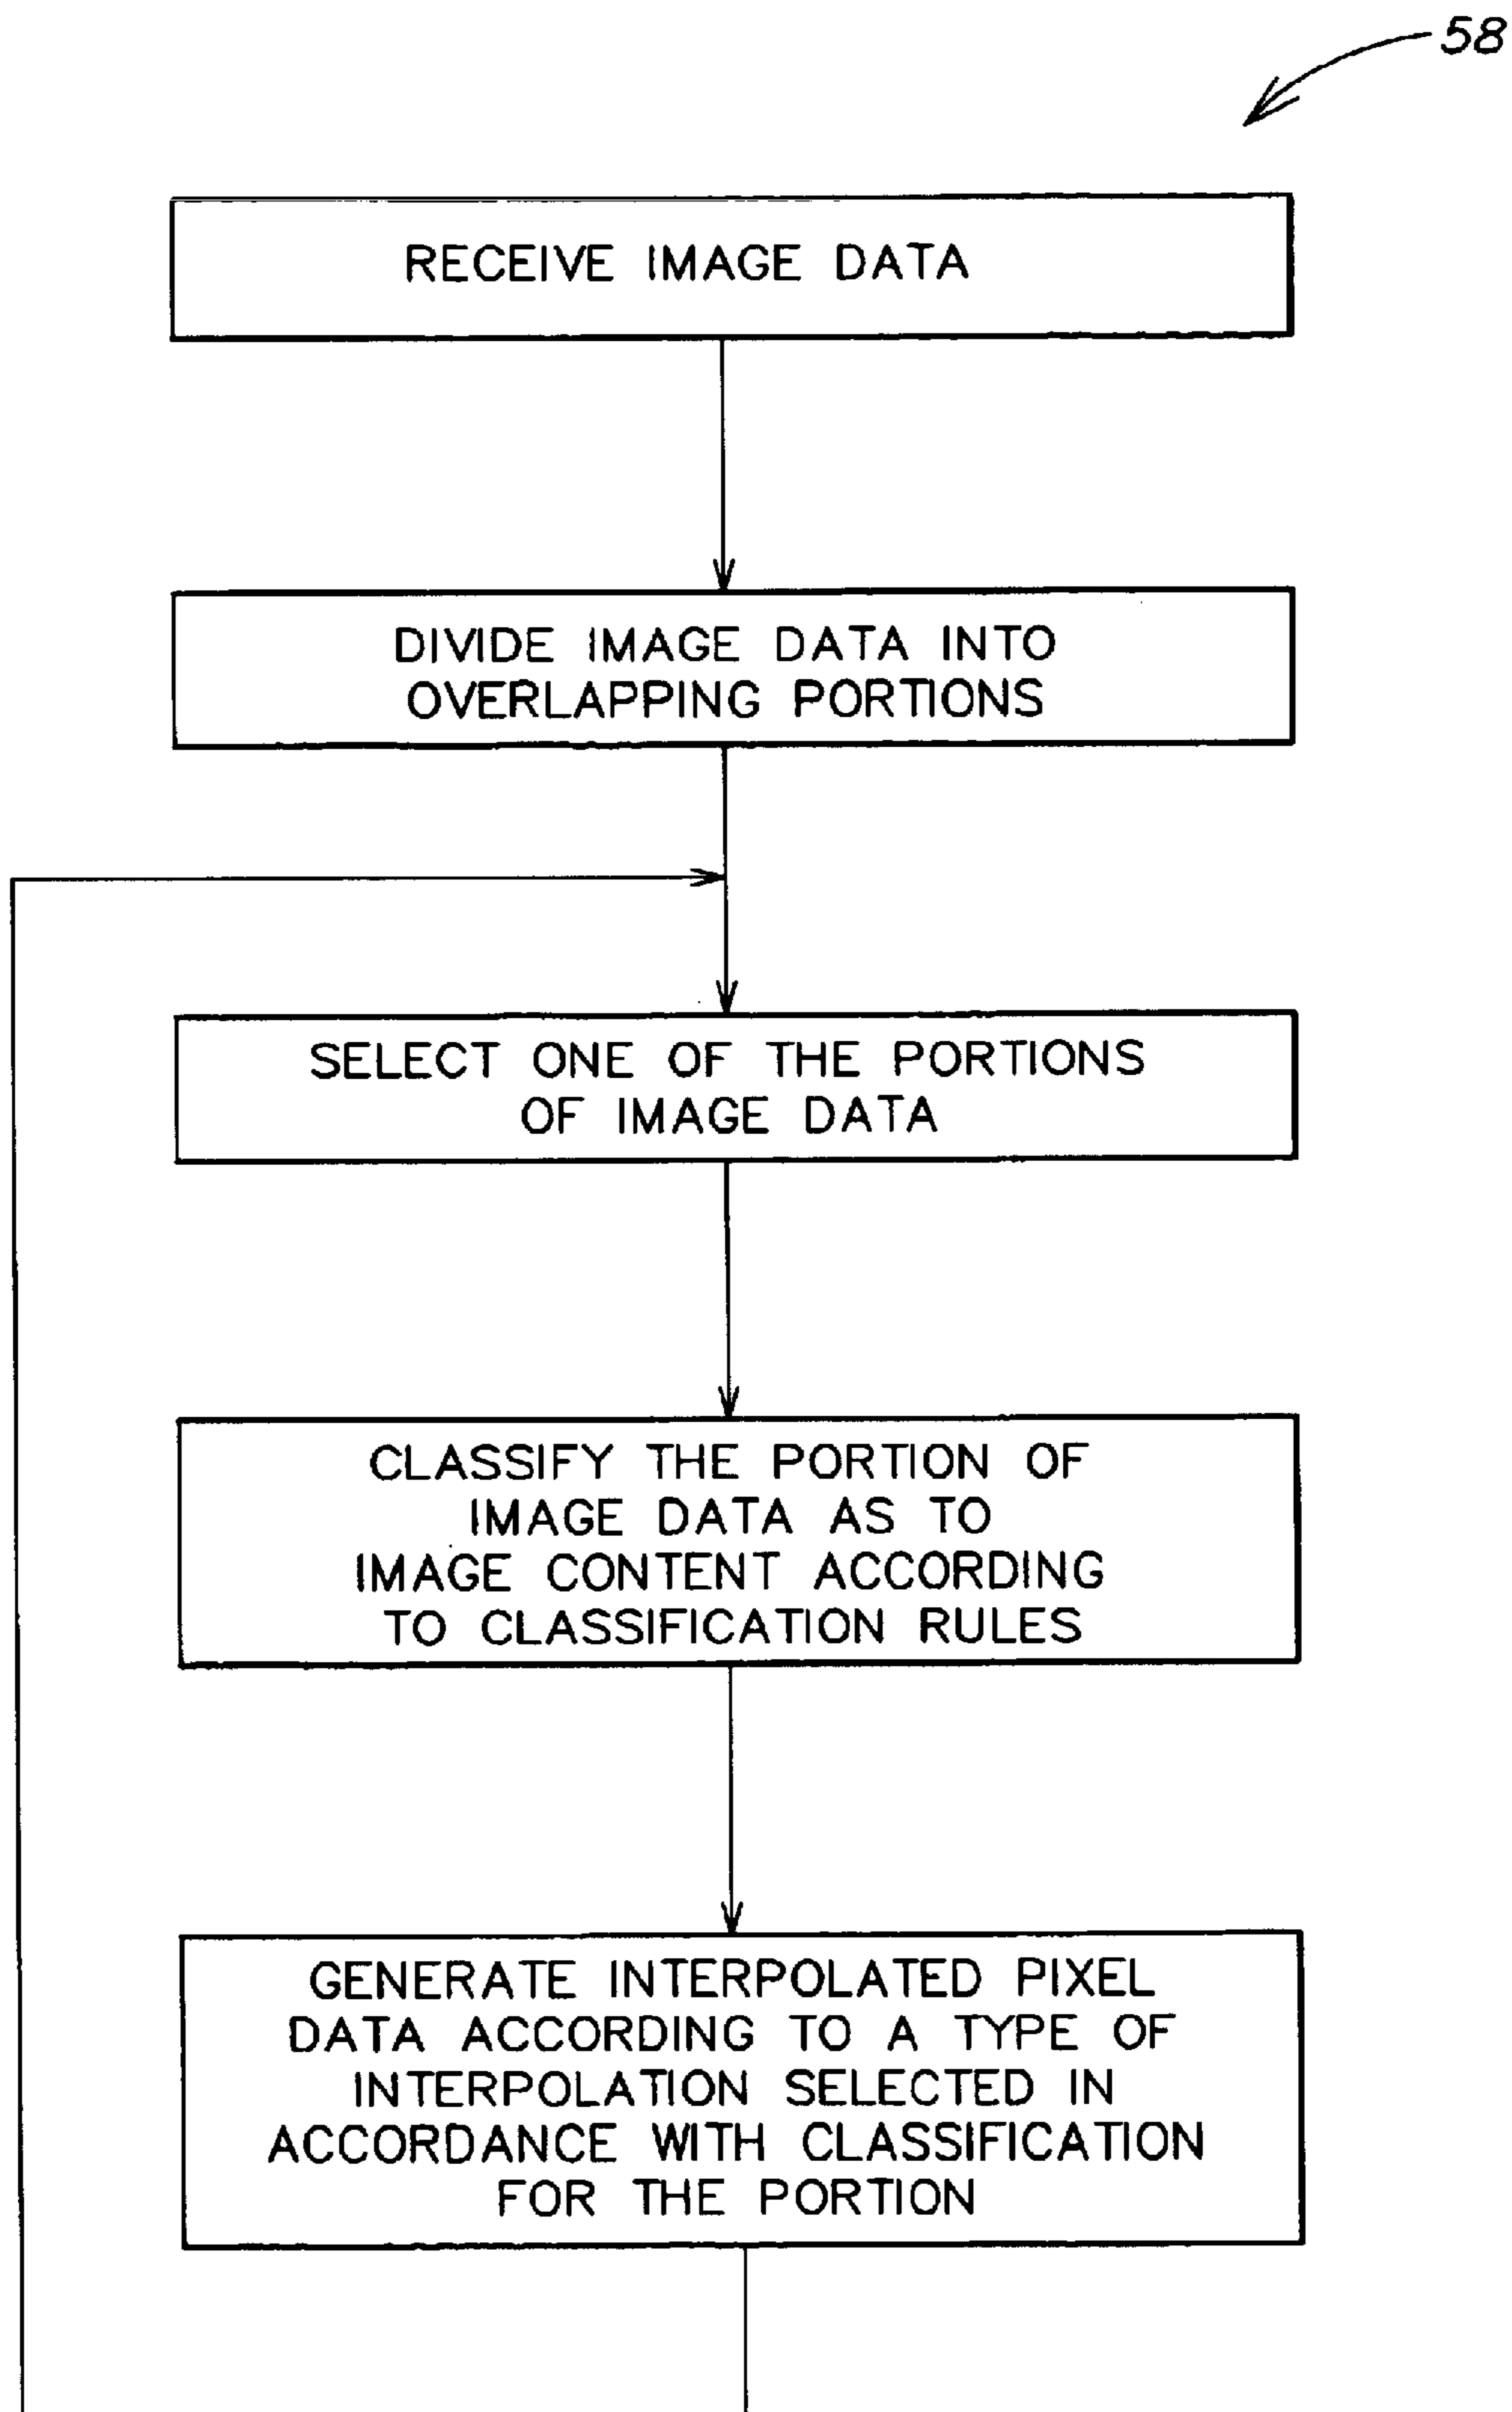 58
RECEIVE IMAGE DATA
DIVIDE IMAGE DATA INTO
OVERLAPPING PORTIONS
SELECT ONE OF THE PORTIONS
OF IMAGE DATA
CLASSIFY THE PORTION OF
IMAGE DATA AS TO
IMAGE CONTENT ACCORDING
TO CLASSIFICATION RULES
GENERATE INTERPOLATED PIXEL
DATA ACCORDING TO A TYPE OF
INTERPOLATION SELECTED IN
ACCORDANCE WITH CLASSIFICATION
FOR THE PORTION